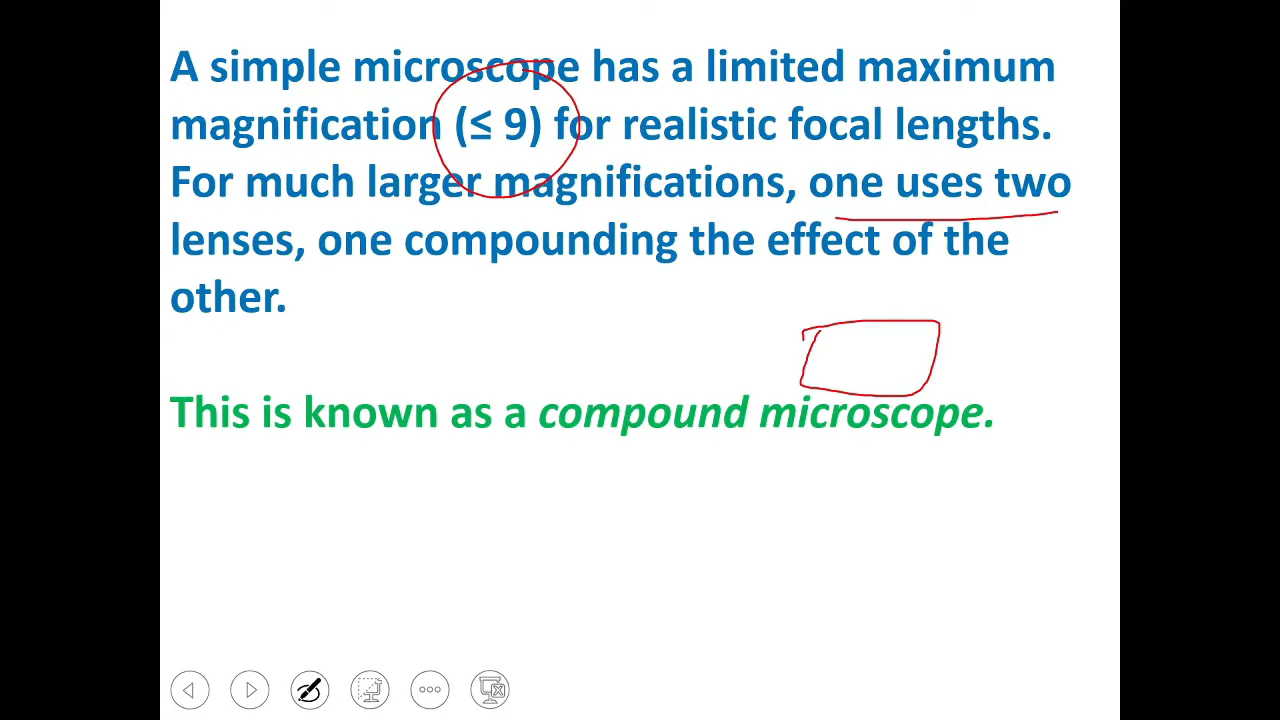 A simple microscope has a limited maximum
magnification (≤ 9) for realistic focal lengths.
For much larger magnifications, one uses two
lenses, one compounding the effect of the
other.
This is known as a compound microscope.